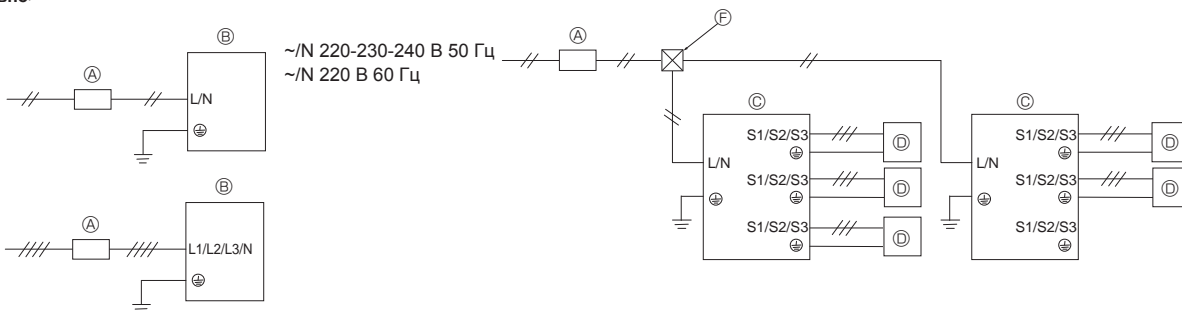 Ⓑ
~/N 220-230-240 В 50 Гц
~/N 220 В 60 Гц
Ⓐ
L/N
Ⓑ
Ⓐ
L1/L2/L3/N
Ⓐ
Ⓕ
Ⓒ
S1/S2/S3
Ⓓ
L/N
S1/S2/S3
Ⓓ
S1/S2/S3
Ⓓ
Ⓒ
S1/S2/S3
Ⓓ
L/N
S1/S2/S3
Ⓓ
S1/S2/S3